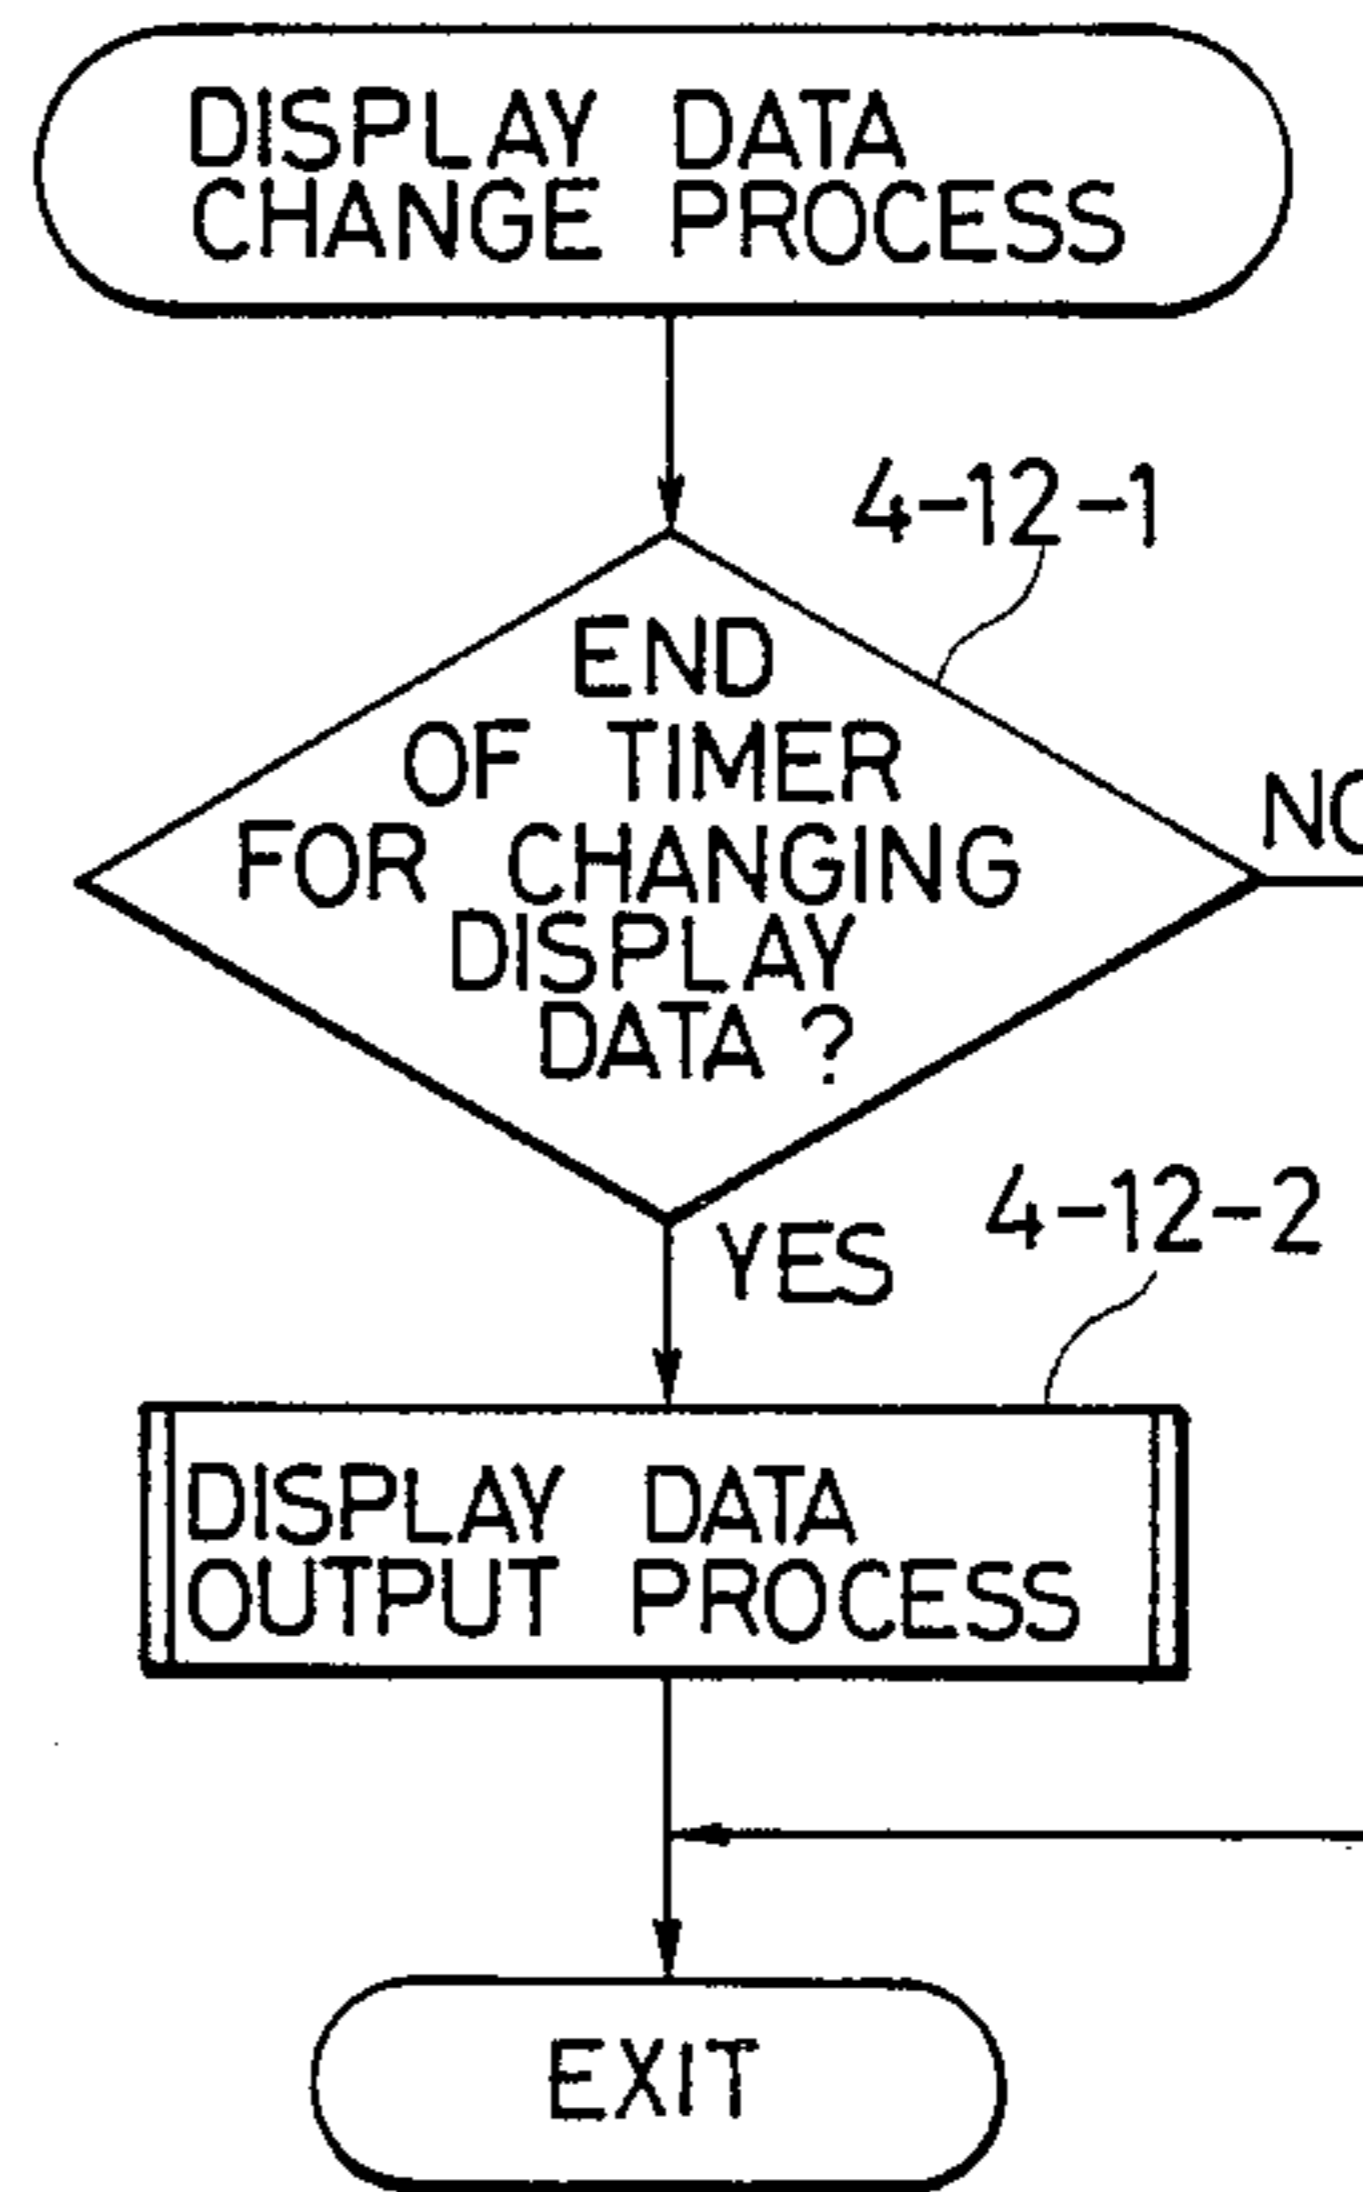 DISPLAY DATA
CHANGE PROCESS
4-12-1
END
OF TIMER
FOR CHANGING
DISPLAY
DATA?
NO
YES
4-12-2
DISPLAY DATA
OUTPUT PROCESS
EXIT